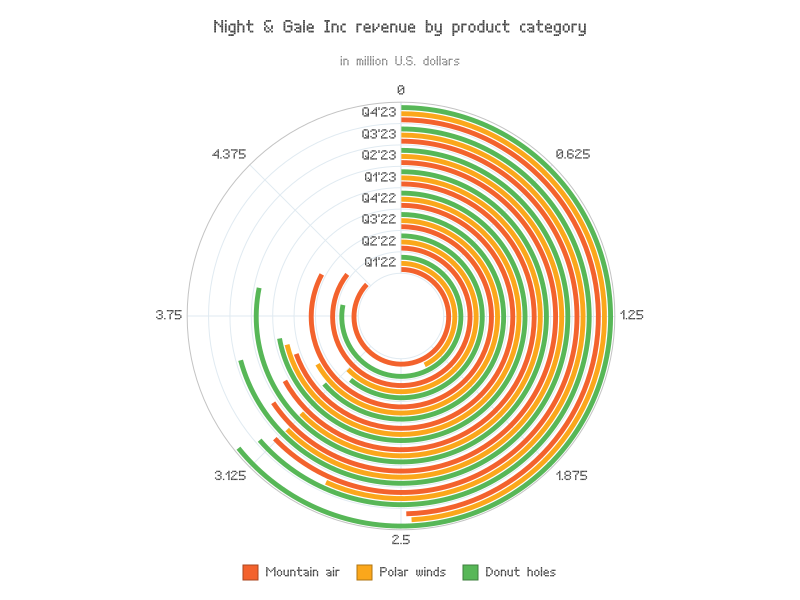 Night & Gale Inc revenue by product category
in million U.S. dollars
0
0.625
1.25
1.875
2.5
3.125
3.75
4.375
Q4'23
Q3'23
Q2'23
Q1'23
Q4'22
Q3'22
Q2'22
Q1'22
Mountain air Polar winds Donut holes